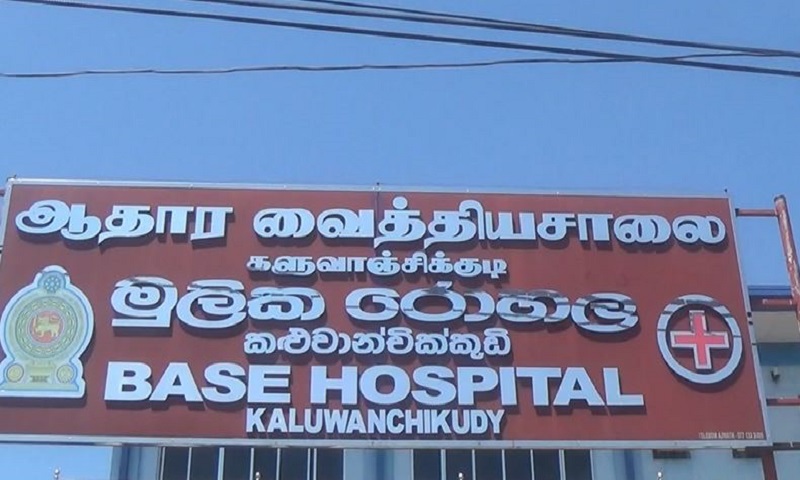 ஆதார வைத்தியசாலை
களுவாஞ்சிக்குடி
මූලික රෝහල
කළුවාන්චික්කුඩි
BASE HOSPITAL
KALUWANCHIKUDY